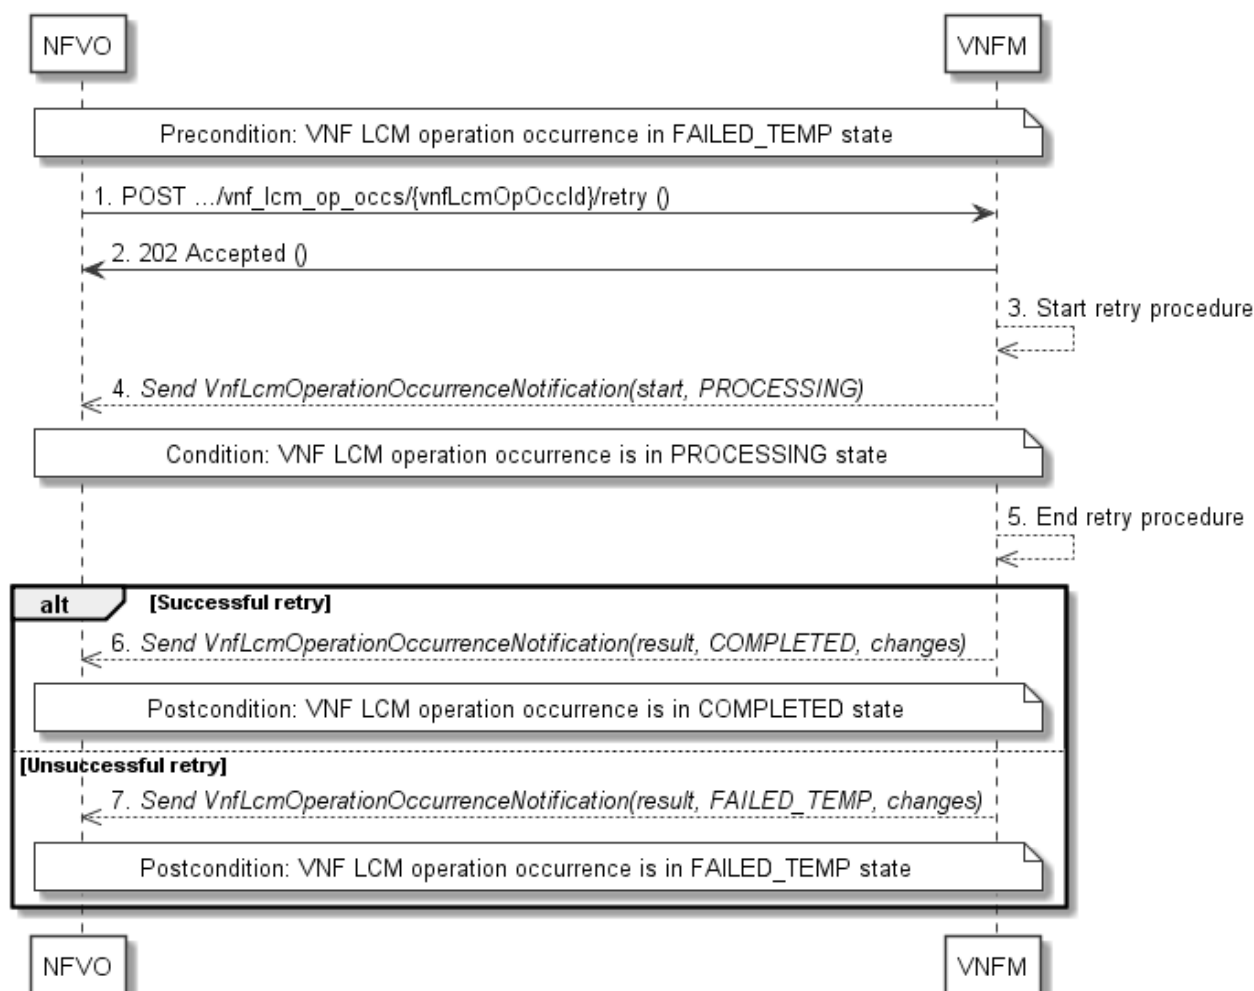 NFVO
VNFM
Precondition: VNF LCM operation occurrence in FAILED_TEMP state
1. POST .../vnf_lcm_op_occs/{vnfLcmOpOccId}/retry ()
2. 202 Accepted ()
3. Start retry procedure
4. Send VnfLcmOperationOccurrenceNotification(start, PROCESSING)
Condition: VNF LCM operation occurrence is in PROCESSING state
5. End retry procedure
alt [Successful retry]
6. Send VnfLcmOperationOccurrenceNotification(result, COMPLETED, changes)
Postcondition: VNF LCM operation occurrence is in COMPLETED state
[Unsuccessful retry]
7. Send VnfLcmOperationOccurrenceNotification(result, FAILED_TEMP, changes)
Postcondition: VNF LCM operation occurrence is in FAILED_TEMP state
NFVO
VNFM